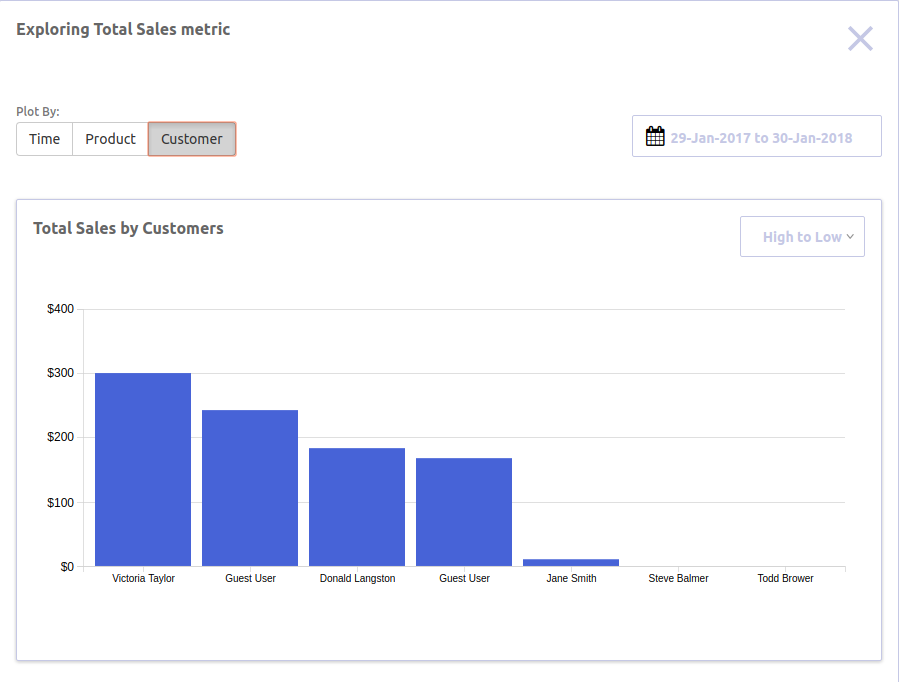 Exploring Total Sales metric
Plot By:
Time Product Customer
29-Jan-2017 to 30-Jan-2018
Total Sales by Customers
High to Low
$400
$300
$200
$100
$0
Victoria Taylor Guest User Donald Langston Guest User Jane Smith Steve Balmer Todd Brower